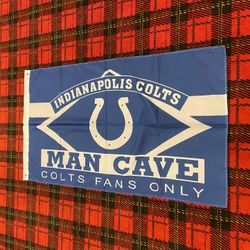 INDIANAPOLIS COLTS
MAN CAVE
COLTS FANS ONLY